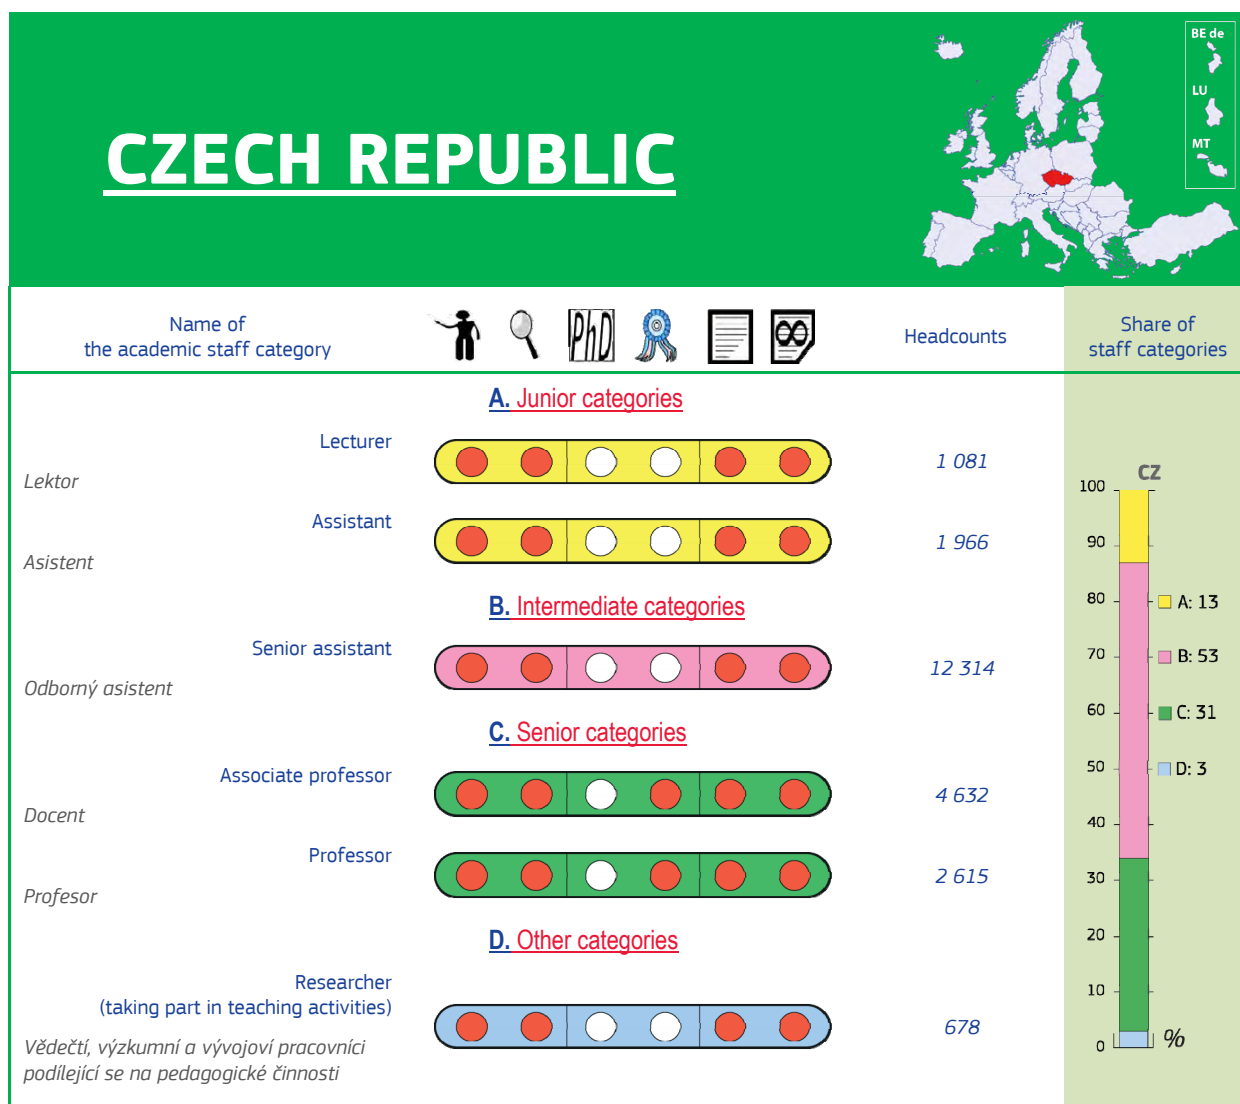 BE de
LU
MT
CZECH REPUBLIC
Name of
the academic staff category
PhD
Headcounts
Share of
staff categories
A. Junior categories
Lecturer
Lektor
1 081
Assistant
Asistent
1 966
B. Intermediate categories
Senior assistant
Odborný asistent
12 314
C. Senior categories
Associate professor
Docent
4 632
Professor
Profesor
2 615
D. Other categories
Researcher
(taking part in teaching activities)
Vědečtí, výzkumní a vývojoví pracovníci
podílející se na pedagogické činnosti
678
CZ
100
90
80
70
60
50
40
30
20
10
0
%
A: 13
B: 53
C: 31
D: 3